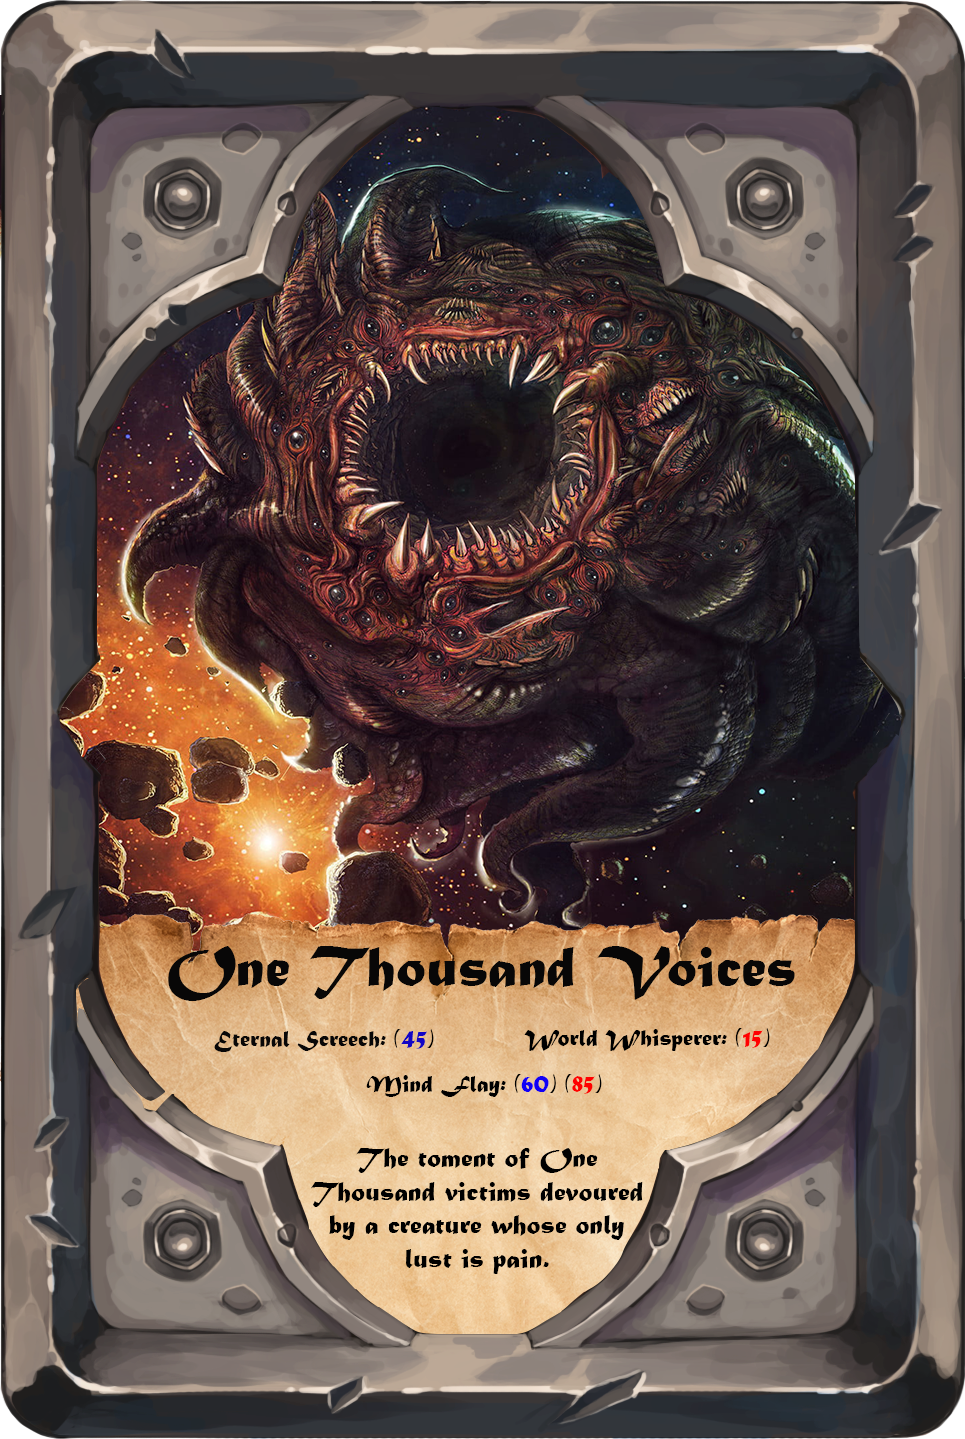 One Thousand Voices
Eternal Screech: (45) World Whisperer: (15)
Mind Flay: (60) (85)
The toment of One
Thousand victims devoured
by a creature whose only
lust is pain.